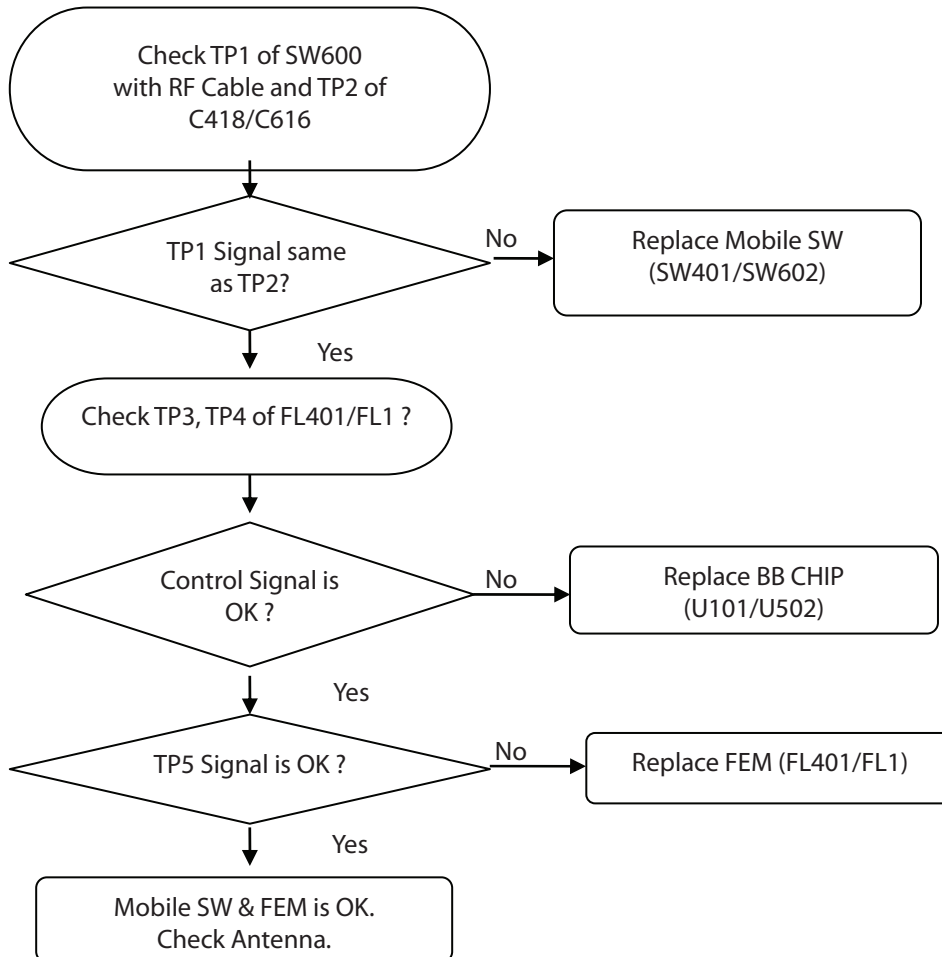 Check TP1 of SW600
with RF Cable and TP2 of
C418/C616
TP1 Signal same
as TP2?
No
Replace Mobile SW
(SW401/SW602)
Yes
Check TP3, TP4 of FL401/FL1 ?
Control Signal is
OK ?
No
Replace BB CHIP
(U101/U502)
Yes
TP5 Signal is OK ?
No
Replace FEM (FL401/FL1)
Yes
Mobile SW & FEM is OK.
Check Antenna.